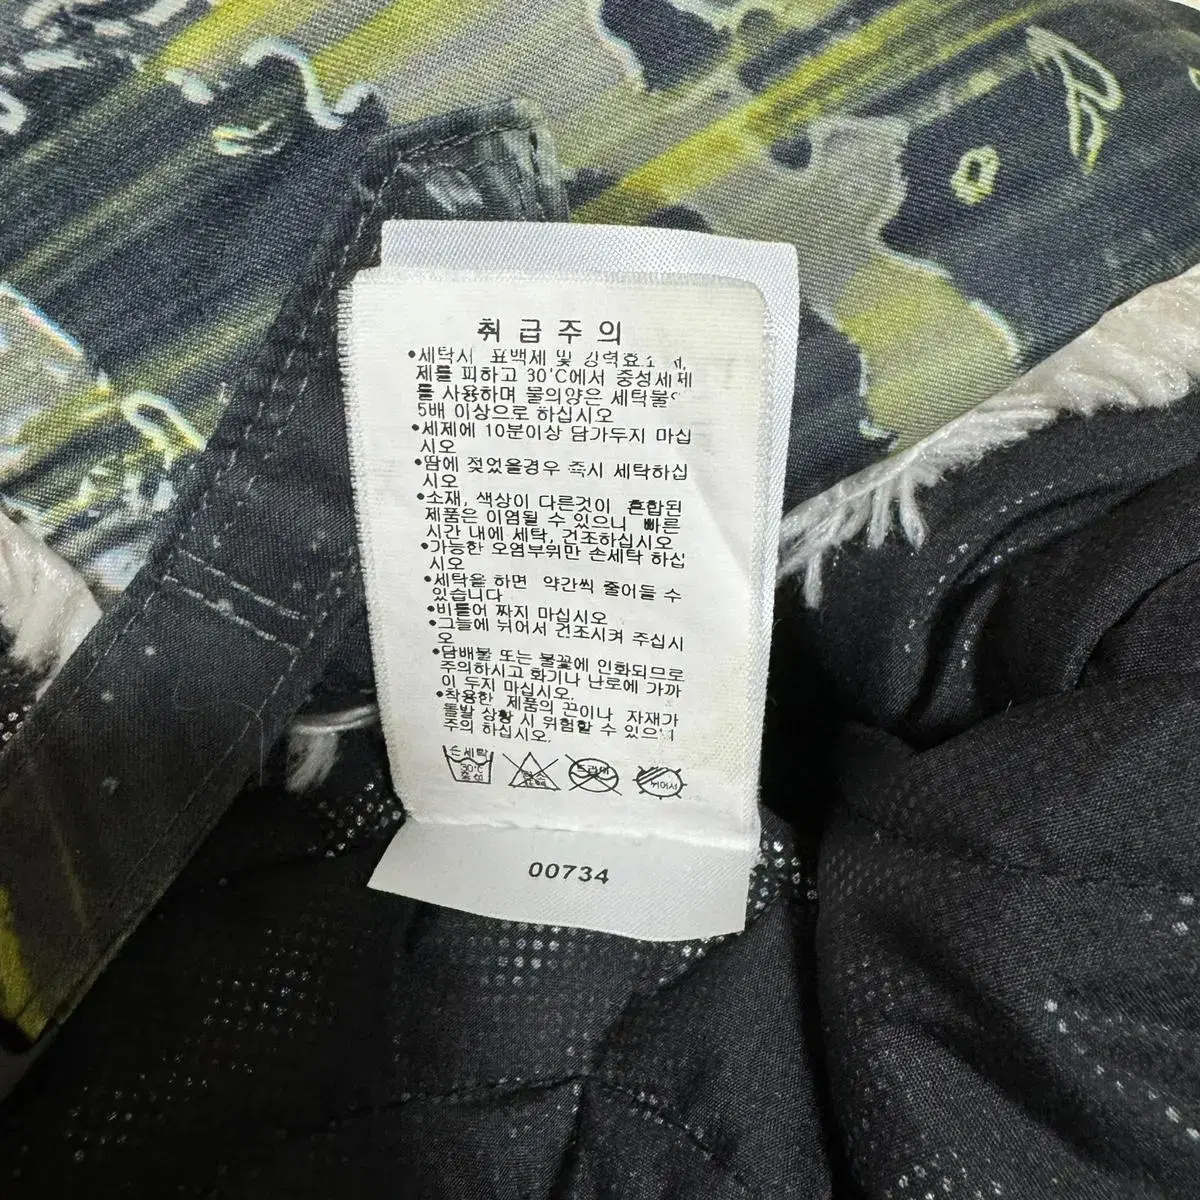 취급주의
•세탁시 표백제 및 강력효소 세,
제를 피하고 30'C에서 중성세제
를 사용하며 물의양은 세탁물의
5배 이상으로 하십시오
•세제에 10분이상 담가두지 마십
시오
•땀에 젖었을경우 즉시 세탁하십
시오
•소재, 색상이 다른것이 혼합된
제품은 이염될 수 있으니 빠른
시간 내에 세탁, 건조하십시오
•가능한 오염부위만 손세탁 하십
시오
•세탁을 하면 약간씩 줄어들 수
있습니다
•비틀어 짜지 마십시오
•그늘에 뉘어서 건조시켜 주십시
오
•담배불 또는 불꽃에 인화되므로
주의하시고 화기나 난로에 가까
이 두지 마십시오.
•착용한 제품의 끈이나 자재가
돌발 상황 시 위험할 수 있으니
주의 하십시오.
손세탁
30℃
중성
염소
표백
드라이
뉘어서
00734